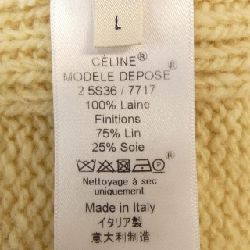 L
CÉLINE®
MODELE DEPOSE®
2 5S36 / 7717
100% Laine
Finitions
75% Lin
25% Soie
Nettoyage à sec
uniquement
Made in Italy
イタリア製
意大利制造